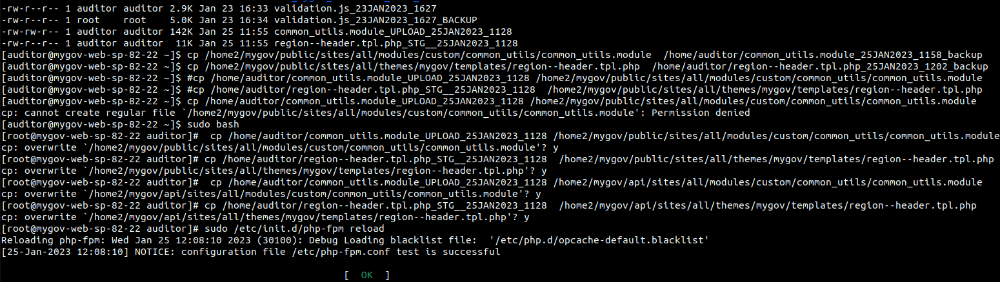 -rw-r--r-- 1 auditor auditor 2.9K Jan 23 16:33 validation.js_23JAN2023_1627
-rw-r--r-- 1 root    root    5.0K Jan 23 16:34 validation.js_23JAN2023_1627_BACKUP
-rw-rw-r-- 1 auditor auditor 142K Jan 25 11:55 common_utils.module_UPLOAD_25JAN2023_1128
-rw-r--r-- 1 auditor auditor  11K Jan 25 11:55 region--header.tpl.php_STG__25JAN2023_1128
[auditor@mygov-web-sp-82-22 ~]$ cp /home2/mygov/public/sites/all/modules/custom/common_utils/common_utils.module  /home/auditor/common_utils.module_25JAN2023_1158_backup
[auditor@mygov-web-sp-82-22 ~]$ cp /home2/mygov/public/sites/all/themes/mygov/templates/region--header.tpl.php  /home/auditor/region--header.tpl.php_25JAN2023_1202_backup
[auditor@mygov-web-sp-82-22 ~]$ #cp /home/auditor/common_utils.module_UPLOAD_25JAN2023_1128 /home2/mygov/public/sites/all/modules/custom/common_utils/common_utils.module
[auditor@mygov-web-sp-82-22 ~]$ #cp /home/auditor/region--header.tpl.php_STG__25JAN2023_1128  /home2/mygov/public/sites/all/themes/mygov/templates/region--header.tpl.php
[auditor@mygov-web-sp-82-22 ~]$ cp /home/auditor/common_utils.module_UPLOAD_25JAN2023_1128 /home2/mygov/public/sites/all/modules/custom/common_utils/common_utils.module
cp: cannot create regular file `/home2/mygov/public/sites/all/modules/custom/common_utils/common_utils.module': Permission denied
[auditor@mygov-web-sp-82-22 ~]$ sudo bash
[root@mygov-web-sp-82-22 auditor]#  cp /home/auditor/common_utils.module_UPLOAD_25JAN2023_1128 /home2/mygov/public/sites/all/modules/custom/common_utils/common_utils.module
cp: overwrite `/home2/mygov/public/sites/all/modules/custom/common_utils/common_utils.module'? y
[root@mygov-web-sp-82-22 auditor]# cp /home/auditor/region--header.tpl.php_STG__25JAN2023_1128  /home2/mygov/public/sites/all/themes/mygov/templates/region--header.tpl.php
cp: overwrite `/home2/mygov/public/sites/all/themes/mygov/templates/region--header.tpl.php'? y
[root@mygov-web-sp-82-22 auditor]#  cp /home/auditor/common_utils.module_UPLOAD_25JAN2023_1128 /home2/mygov/api/sites/all/modules/custom/common_utils/common_utils.module
cp: overwrite `/home2/mygov/api/sites/all/modules/custom/common_utils/common_utils.module'? y
[root@mygov-web-sp-82-22 auditor]# cp /home/auditor/region--header.tpl.php_STG__25JAN2023_1128  /home2/mygov/api/sites/all/themes/mygov/templates/region--header.tpl.php
cp: overwrite `/home2/mygov/api/sites/all/themes/mygov/templates/region--header.tpl.php'? y
[root@mygov-web-sp-82-22 auditor]# sudo /etc/init.d/php-fpm reload
Reloading php-fpm: Wed Jan 25 12:08:10 2023 (30100): Debug Loading blacklist file:  '/etc/php.d/opcache-default.blacklist'
[25-Jan-2023 12:08:10] NOTICE: configuration file /etc/php-fpm.conf test is successful
[  OK  ]